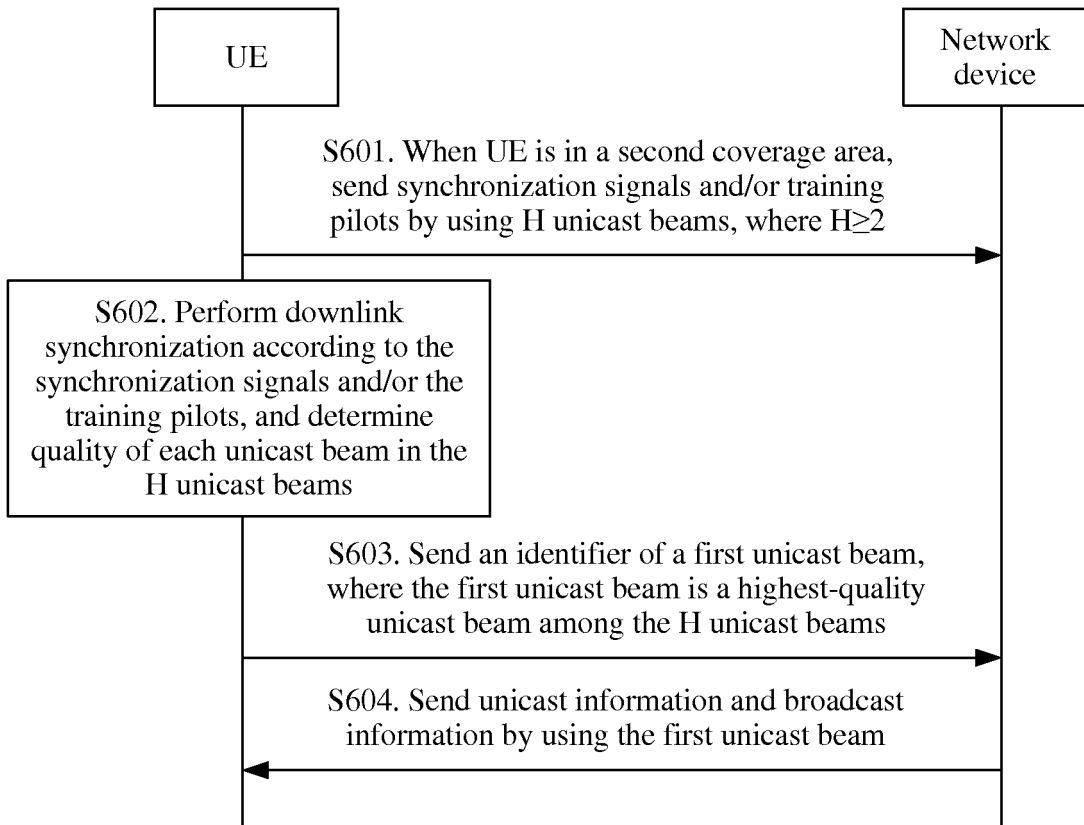 UE
Network
device
S601. When UE is in a second coverage area,
send synchronization signals and/or training
pilots by using H unicast beams, where H≥2
S602. Perform downlink
synchronization according to the
synchronization signals and/or the
training pilots, and determine
quality of each unicast beam in the
H unicast beams
S603. Send an identifier of a first unicast beam,
where the first unicast beam is a highest-quality
unicast beam among the H unicast beams
S604. Send unicast information and broadcast
information by using the first unicast beam